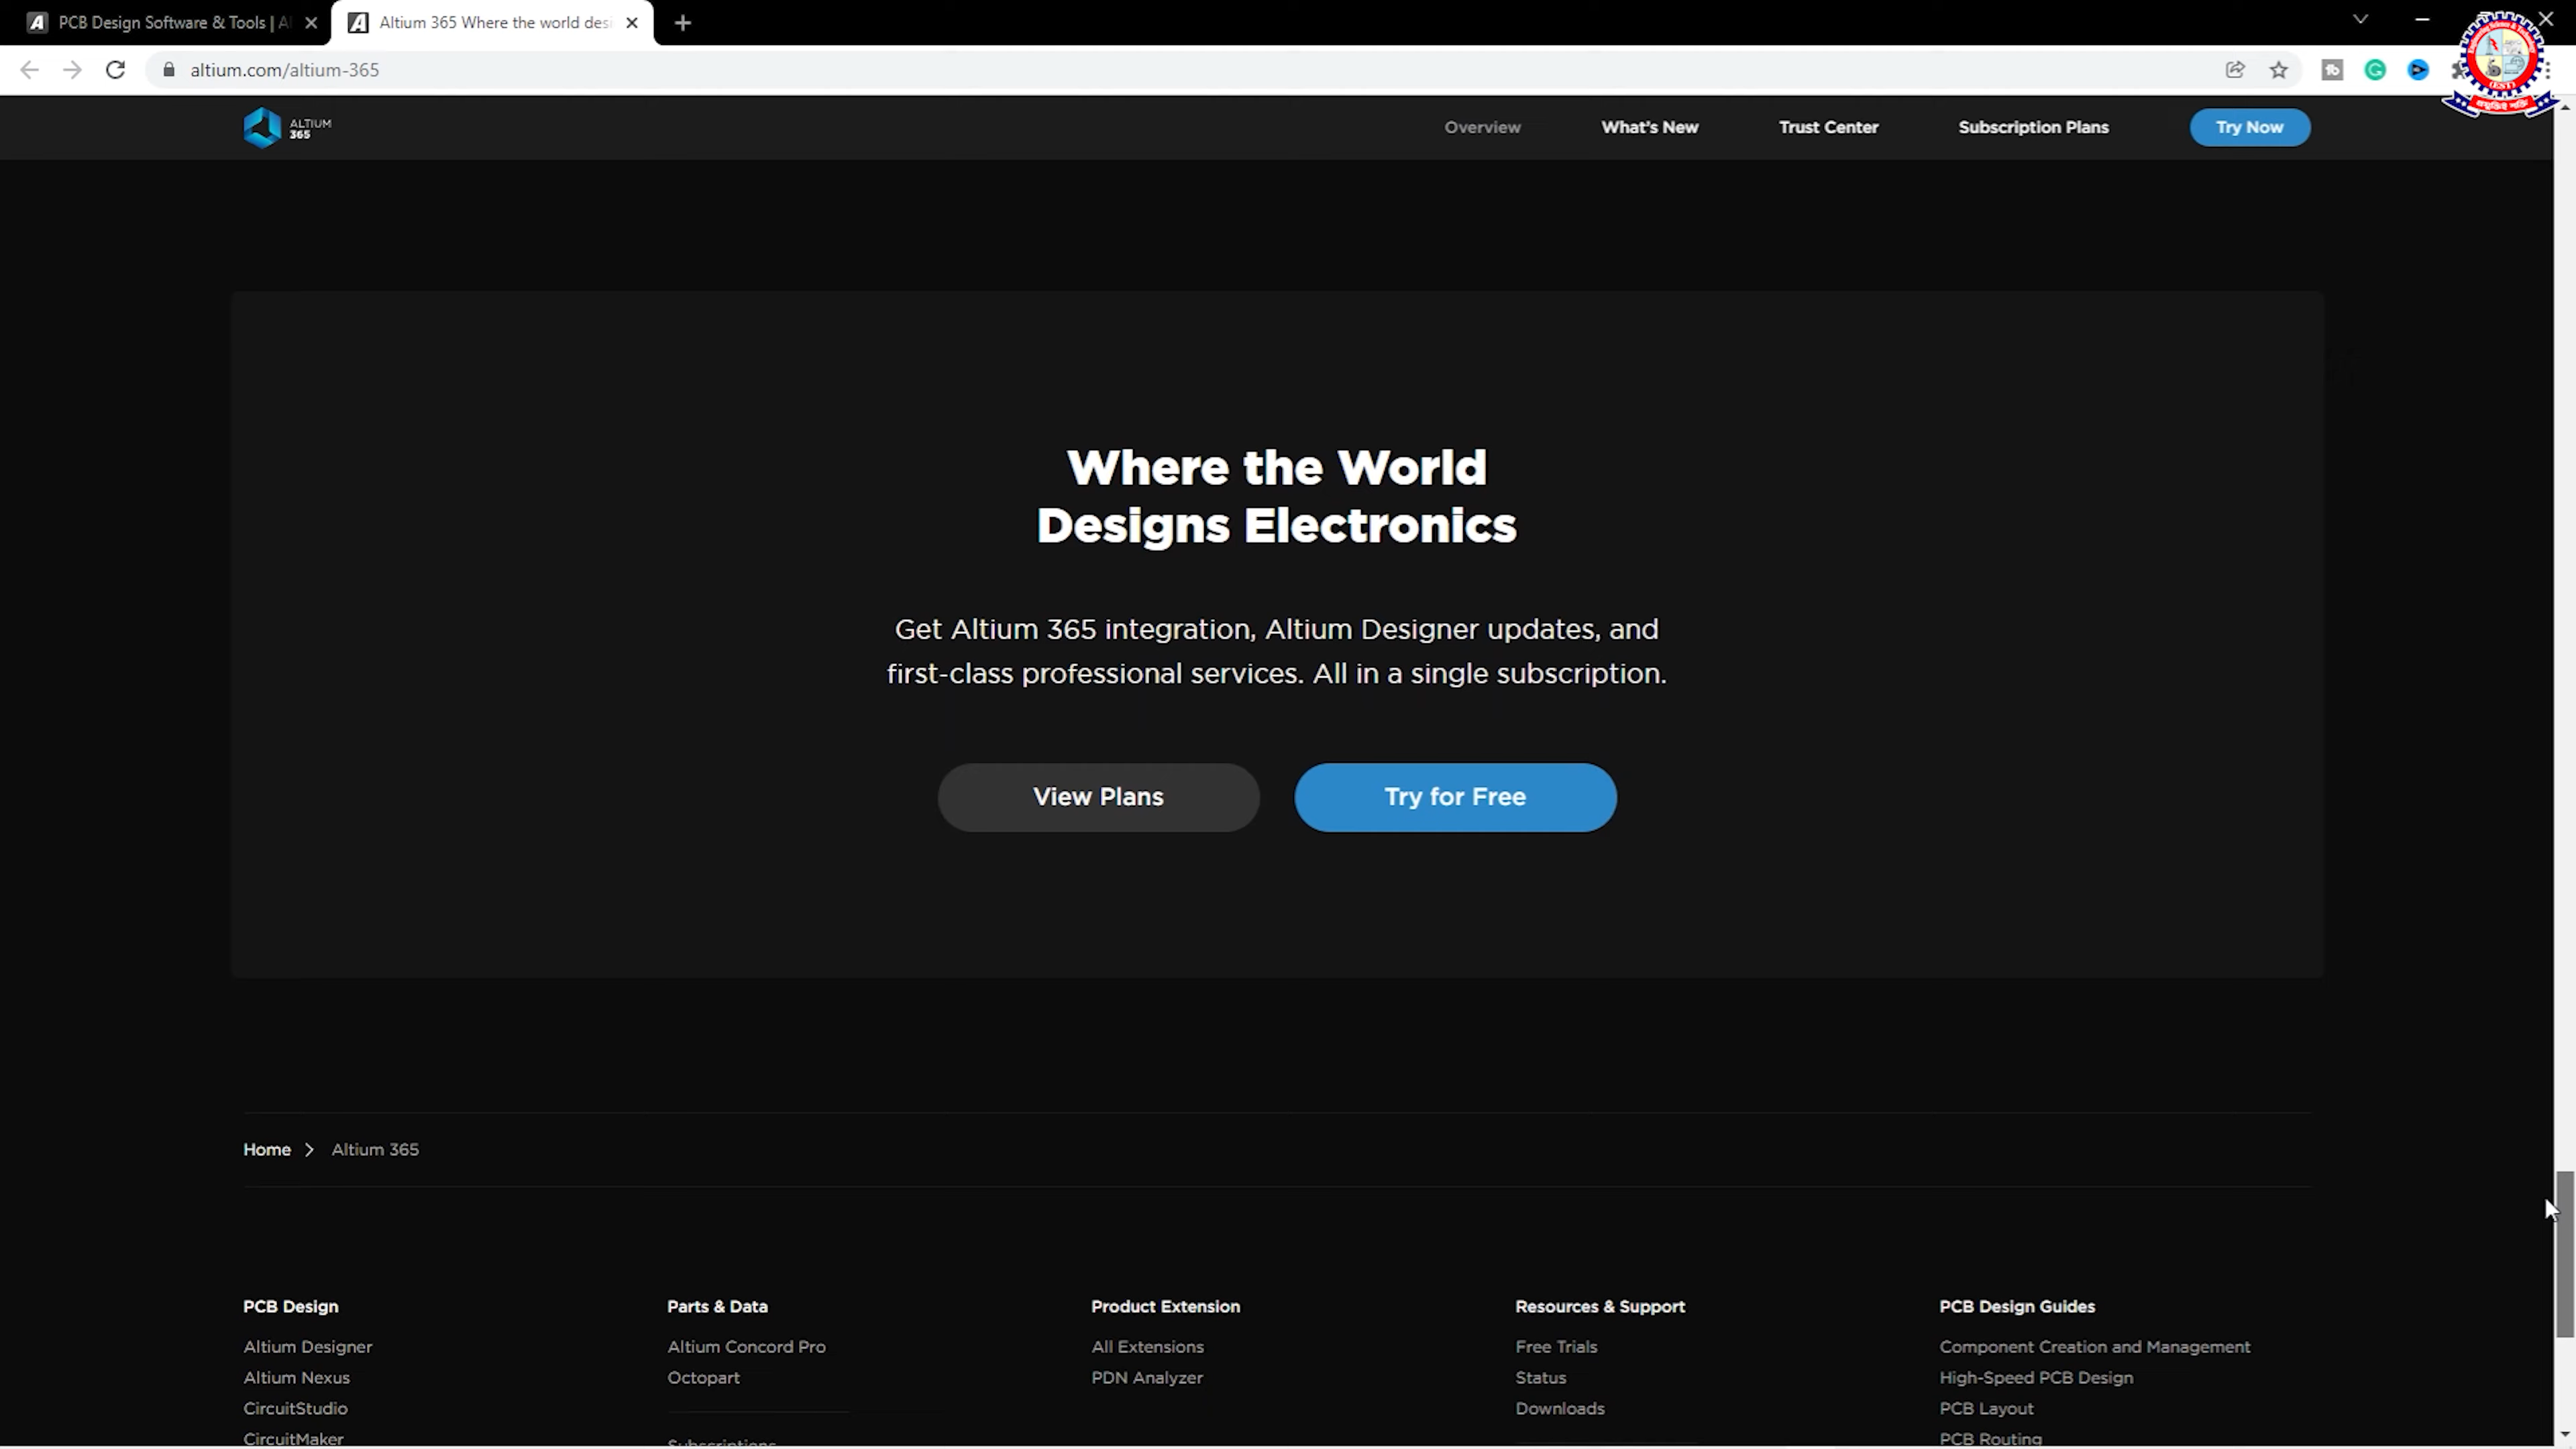 PCB Design Software & Tools |
Altium 365 Where the world desi
altium.com/altium-365
ALTIUM
365
Overview
What's New
Trust Center
Subscription Plans
Try Now
Where the World
Designs Electronics
Get Altium 365 integration, Altium Designer updates, and
first-class professional services. All in a single subscription.
View Plans
Try for Free
Home > Altium 365
PCB Design
Altium Designer
Altium Nexus
CircuitStudio
CircuitMaker
Parts & Data
Altium Concord Pro
Octopart
Subscriptions
Product Extension
All Extensions
PDN Analyzer
Resources & Support
Free Trials
Status
Downloads
PCB Design Guides
Component Creation and Management
High-Speed PCB Design
PCB Layout
PCB Routing